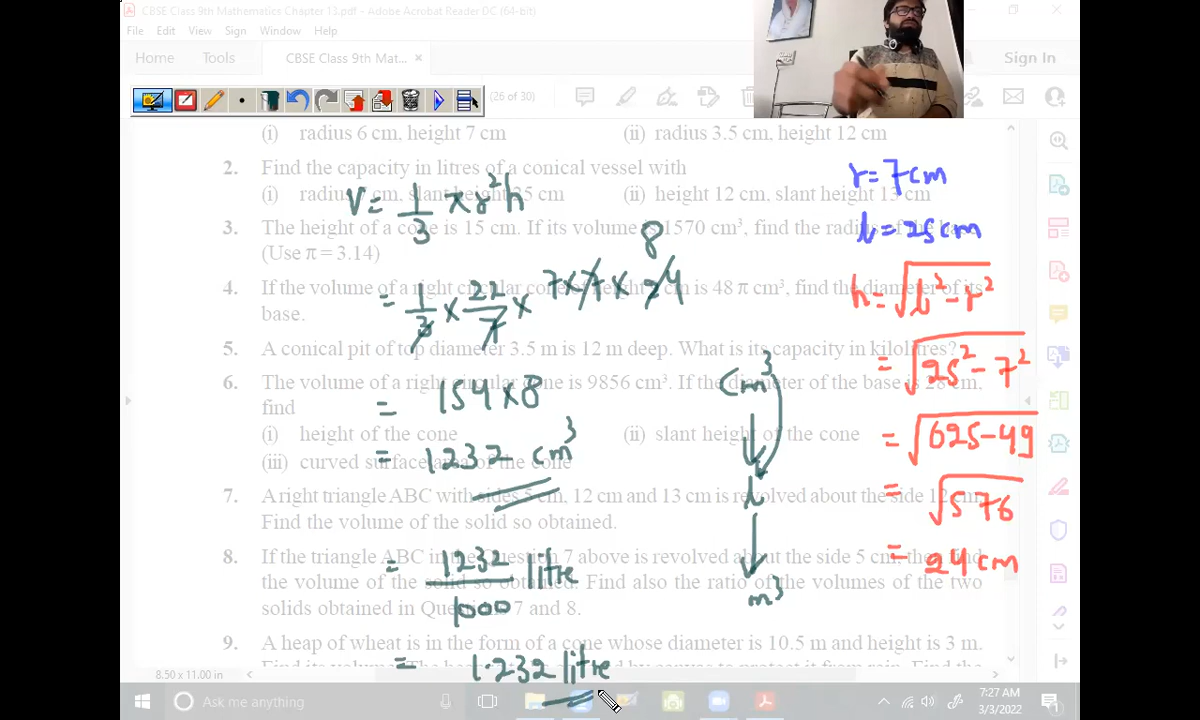 CBSE Class 9th Mathematics Chapter 13.pdf - Adobe Acrobat Reader DC (64-bit)
File Edit View Sign Window Help
Home Tools CBSE Class 9th Mat... × Sign In
(26 of 30)
(i) radius 6 cm, height 7 cm (ii) radius 3.5 cm, height 12 cm
2. Find the capacity in litres of a conical vessel with
(i) radius cm, slant height 25 cm (ii) height 12 cm, slant height 13 cm
3. The height of a cone is 15 cm. If its volume is 1570 cm³, find the radius of the base.
(Use π = 3.14)
4. If the volume of a right circular cone of height cm is 48 π cm³, find the diameter of its
base.
5. A conical pit of top diameter 3.5 m is 12 m deep. What is its capacity in kilolitres?
6. The volume of a right circular cone is 9856 cm³. If the diameter of the base is 28 cm,
find
(i) height of the cone (ii) slant height of the cone
(iii) curved surface area of the cone
7. A right triangle ABC with sides 5 cm, 12 cm and 13 cm is revolved about the side 12 cm.
Find the volume of the solid so obtained.
8. If the triangle ABC in the Question 7 above is revolved about the side 5 cm, then find
the volume of the solid so obtained. Find also the ratio of the volumes of the two
solids obtained in Questions 7 and 8.
9. A heap of wheat is in the form of a cone whose diameter is 10.5 m and height is 3 m.
V = 1/3 πr²h
= 1/3 × 22/7 × 7×7× 24
8
= 154×8
= 1232 cm³
= 1232/1000 litre
= 1.232 litre
cm³
l
m³
r = 7cm
l = 25cm
h = √l²-r²
= √25²-7²
= √625-49
= √576
= 24cm
8.50 x 11.00 in
Ask me anything
7:27 AM
3/3/2022
1